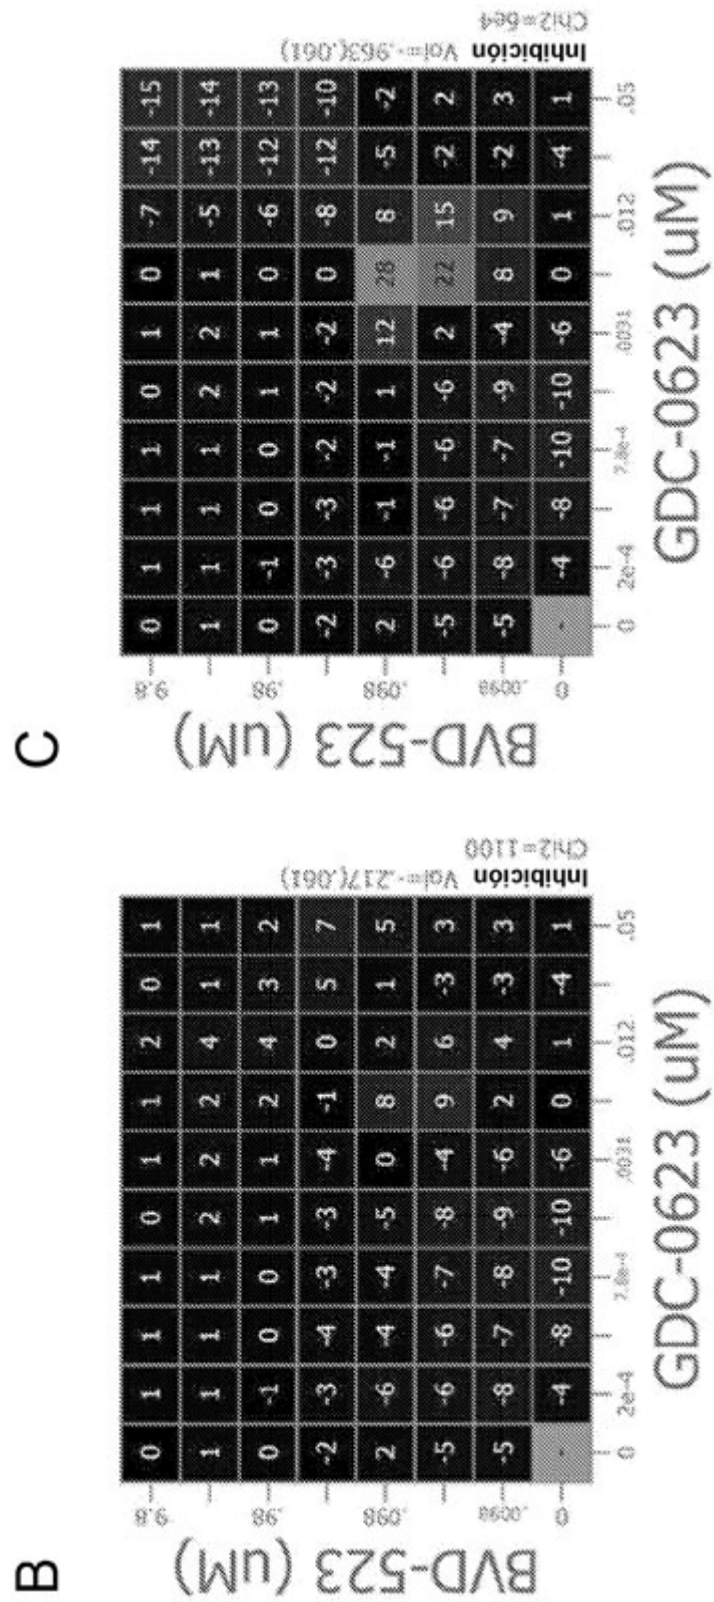 B
BVD-523 (uM)
9.8 0 1 1 1 0 1 1 2 0 1
1 1 1 1 2 2 2 4 1 1
.98 0 -1 0 0 1 1 2 4 3 2
-2 -3 -4 -3 -3 -4 -1 0 5 7
.098 2 -6 -4 -4 -5 0 8 2 1 5
-5 -6 -6 -7 -8 -4 9 6 -3 3
.0098 -5 -8 -7 -8 -9 -6 2 4 -3 3
0 - -4 -8 -10 -10 -6 0 1 -4 1
0 2e-4 7.8e-4 .0031 .012 .05
GDC-0623 (uM)
Inhibición Vol=-.217(.061)
Chi2=1100
C
BVD-523 (uM)
9.8 0 1 1 1 0 1 0 -7 -14 -15
1 1 1 1 2 2 1 -5 -13 -14
.98 0 -1 0 0 1 1 0 -6 -12 -13
-2 -3 -3 -2 -2 -2 0 -8 -12 -10
.098 2 -6 -1 -1 1 12 28 8 -5 -2
-5 -6 -6 -6 -6 2 22 15 -2 2
.0098 -5 -8 -7 -7 -9 -4 8 9 -2 3
0 - -4 -8 -10 -10 -6 0 1 -4 1
0 2e-4 7.8e-4 .0031 .012 .05
GDC-0623 (uM)
Inhibición Vol=-.963(.061)
Chi2=6e4